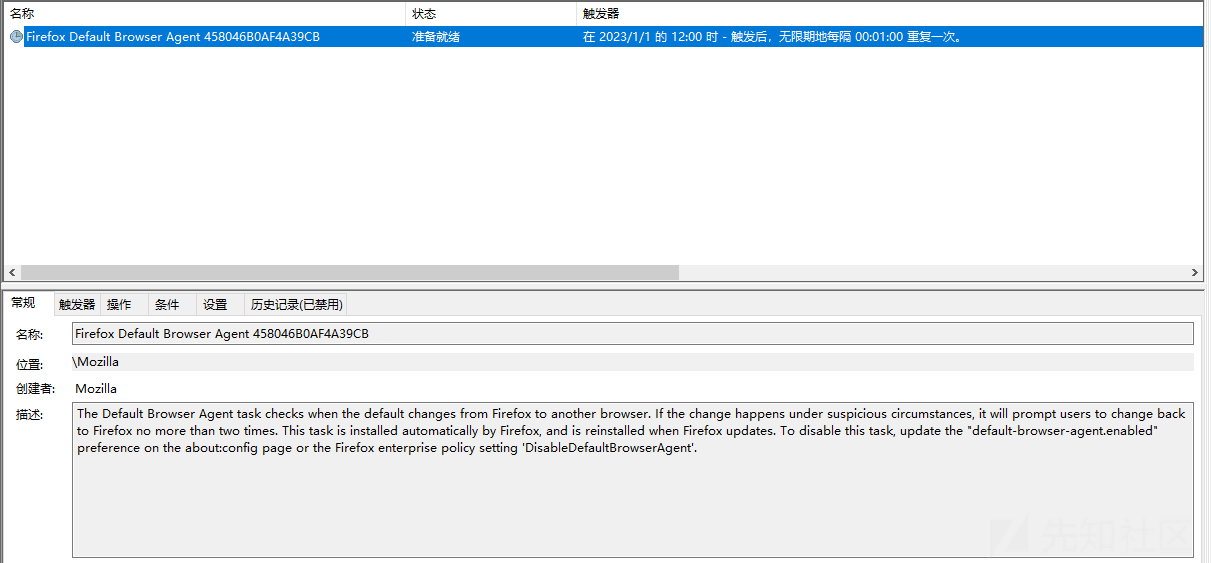 名称 状态 触发器
Firefox Default Browser Agent 458046B0AF4A39CB 准备就绪 在 2023/1/1 的 12:00 时 - 触发后，无限期地每隔 00:01:00 重复一次。
常规 触发器 操作 条件 设置 历史记录(已禁用)
名称: Firefox Default Browser Agent 458046B0AF4A39CB
位置: \Mozilla
创建者: Mozilla
描述: The Default Browser Agent task checks when the default changes from Firefox to another browser. If the change happens under suspicious circumstances, it will prompt users to change back
to Firefox no more than two times. This task is installed automatically by Firefox, and is reinstalled when Firefox updates. To disable this task, update the "default-browser-agent.enabled"
preference on the about:config page or the Firefox enterprise policy setting 'DisableDefaultBrowserAgent'.
先知社区